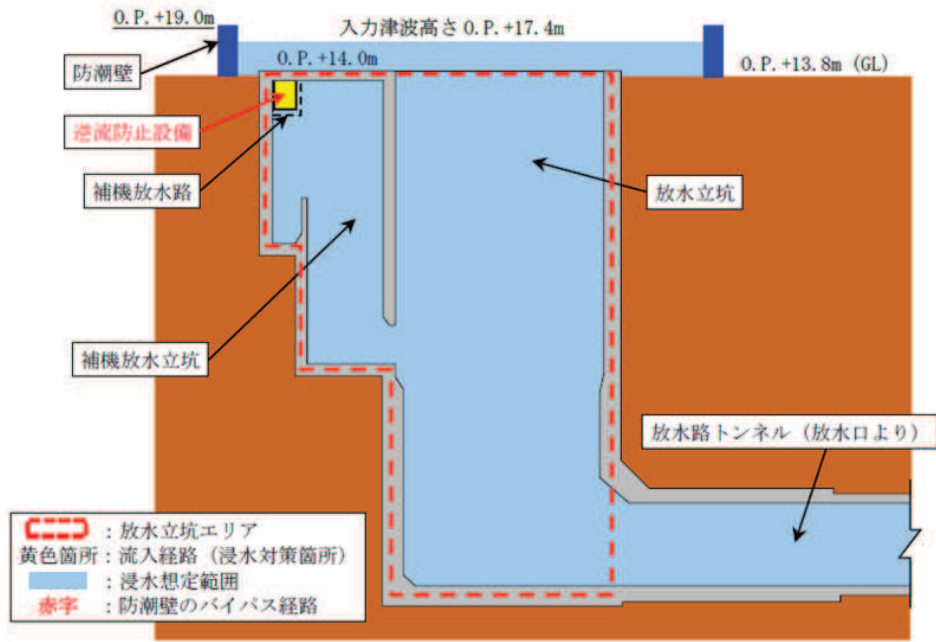 O.P.+19.0m
入力津波高さ O.P.+17.4m
防潮壁
O.P.+14.0m
O.P.+13.8m (GL)
逆流防止設備
補機放水路
放水立坑
補機放水立坑
放水路トンネル（放水口より）
：放水立坑エリア
黄色箇所：流入経路（浸水対策箇所）
：浸水想定範囲
赤字：防潮壁のバイパス経路